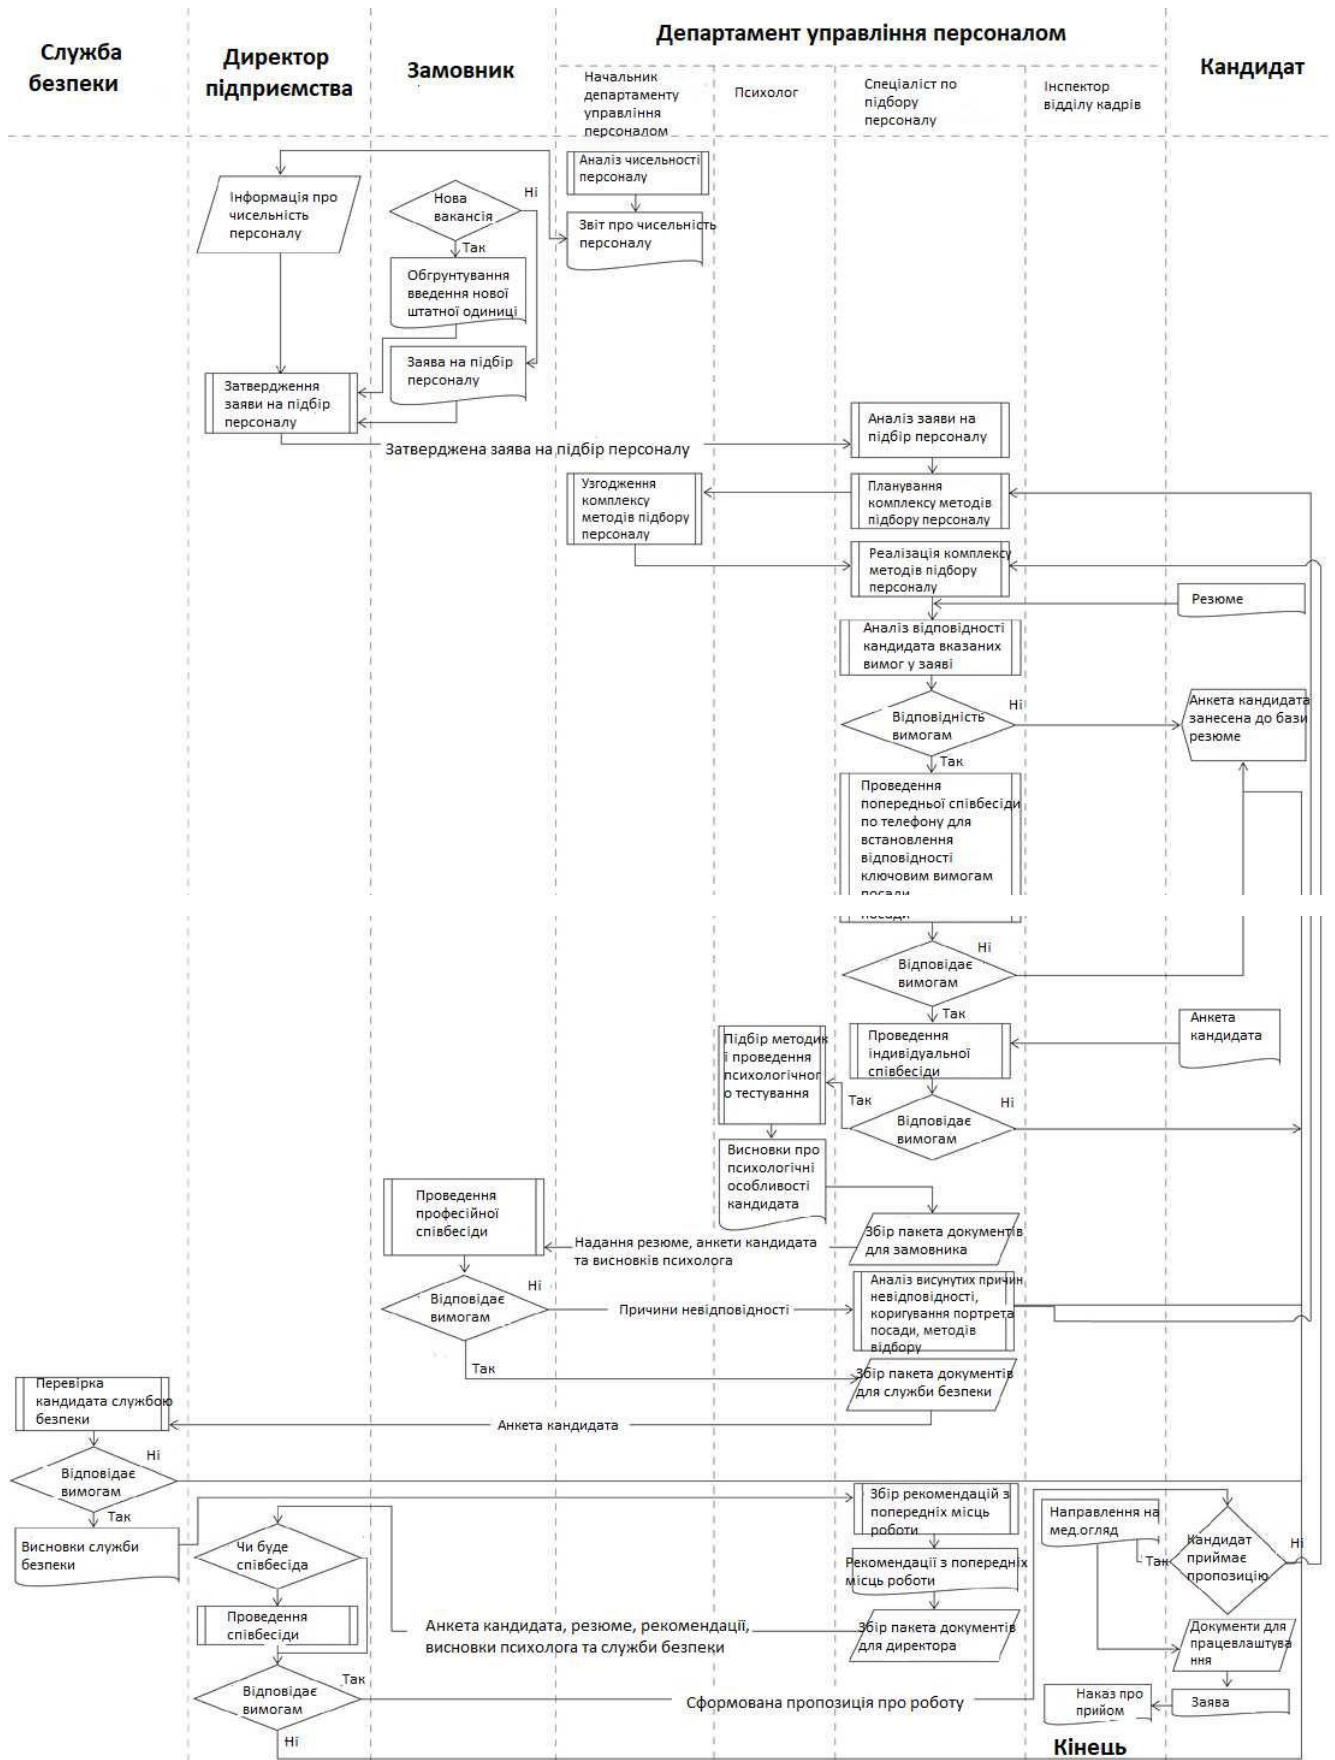 Служба
безпеки
Директор
підприємства
Замовник
Департамент управління персоналом
Кандидат
Начальник
департаменту
управління
персоналом
Психолог
Спеціаліст по
підбору
персоналу
Інспектор
відділу кадрів
Інформація про
чисельність
персоналу
Нова
вакансія
Ні
Так
Аналіз чисельності
персоналу
Звіт про чисельність
персоналу
Обгрунтування
введення нової
штатної одиниці
Заява на підбір
персоналу
Затвердження
заяви на підбір
персоналу
Затверджена заява на підбір персоналу
Аналіз заяви на
підбір персоналу
Узгодження
комплексу
методів підбору
персоналу
Планування
комплексу методів
підбору персоналу
Реалізація комплексу
методів підбору
персоналу
Резюме
Аналіз відповідності
кандидата вказаних
вимог у заяві
Відповідність
вимогам
Ні
Так
Анкета кандидата
занесена до бази
резюме
Проведення
попередньої співбесіди
по телефону для
встановлення
відповідності
ключовим вимогам
посади
посади
Відповідає
вимогам
Ні
Так
Анкета
кандидата
Підбір методик
і проведення
психологічног
о тестування
Проведення
індивідуальної
співбесіди
Так
Ні
Відповідає
вимогам
Висновки про
психологічні
особливості
кандидата
Проведення
професійної
співбесіди
Надання резюме, анкети кандидата
та висновків психолога
Збір пакета документів
для замовника
Відповідає
вимогам
Ні
Причини невідповідності
Аналіз висунутих причин
невідповідності,
коригування портрета
посади, методів
відбору
Так
Збір пакета документів
для служби безпеки
Перевірка
кандидата службою
безпеки
Анкета кандидата
Ні
Відповідає
вимогам
Так
Висновки служби
безпеки
Чи буде
співбесіда
Збір рекомендацій з
попередніх місць
роботи
Направлення на
мед.огляд
Кандидат
приймає
пропозицію
Так
Ні
Рекомендації з попередніх
місць роботи
Проведення
співбесіди
Анкета кандидата, резюме, рекомендації,
висновки психолога та служби безпеки
Збір пакета документів
для директора
Документи для
працевлаштува
ння
Відповідає
вимогам
Так
Ні
Сформована пропозиція про роботу
Наказ про
прийом
Заява
Кінець